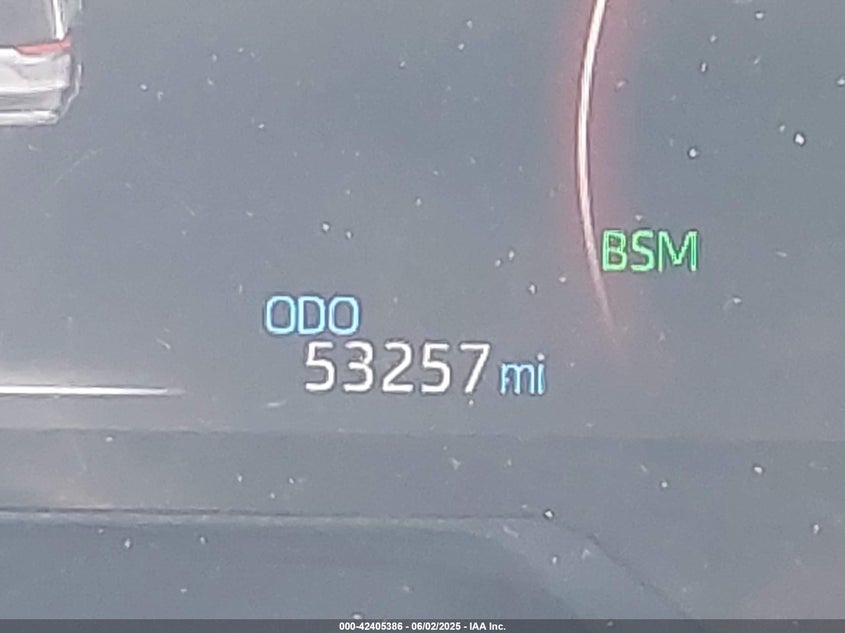 BSM
ODO
53257 mi
000-42405386 - 06/02/2025 - IAA Inc.